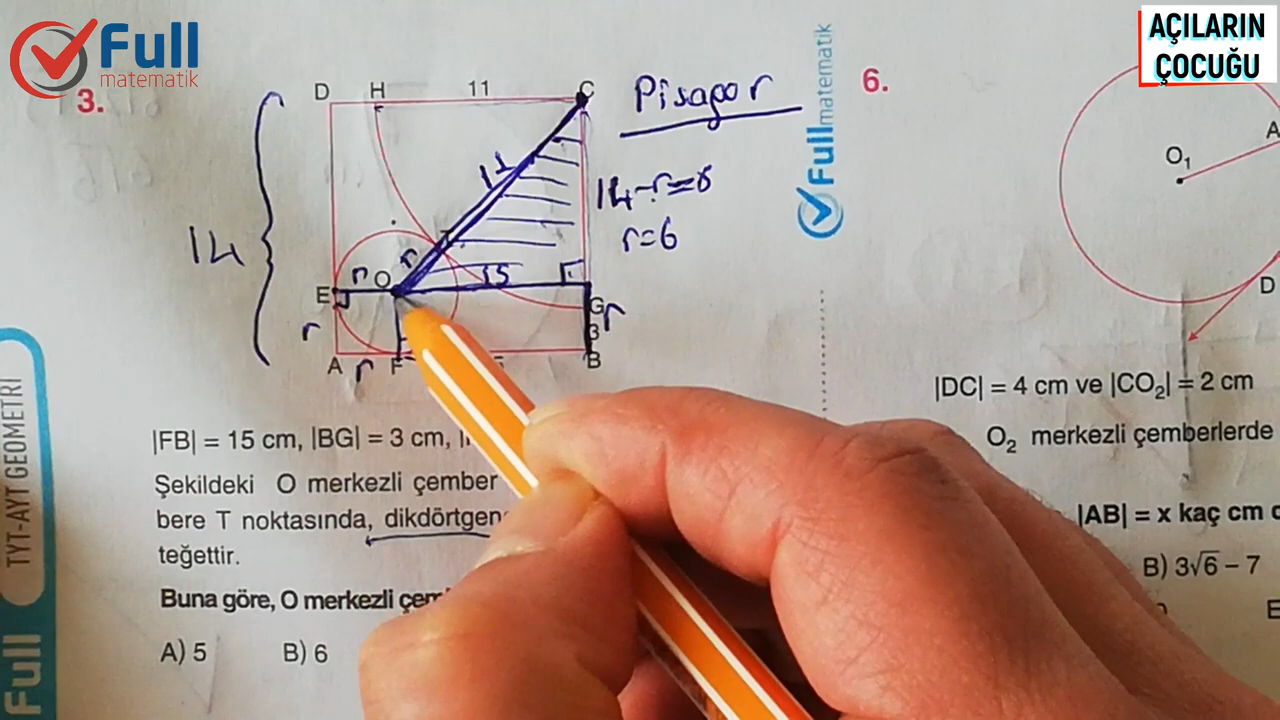 Full
matematik
AÇILARIN
ÇOCUĞU
Full matematik
3.
D H 11 C
Pisagor
14
r O
r
15
14-r=8
r=6
E
r
G
r
3
A r F B
|FB| = 15 cm, |BG| = 3 cm,
Şekildeki O merkezli çember
bere T noktasında, dikdörtgen
teğettir.
Buna göre, O merkezli
A) 5 B) 6
6.
A
O1
D
|DC| = 4 cm ve |CO2| = 2 cm
O2 merkezli çemberlerde
|AB| = x kaç cm
B) 3√6 – 7
E
TYT-AYT GEOMETRİ
Full